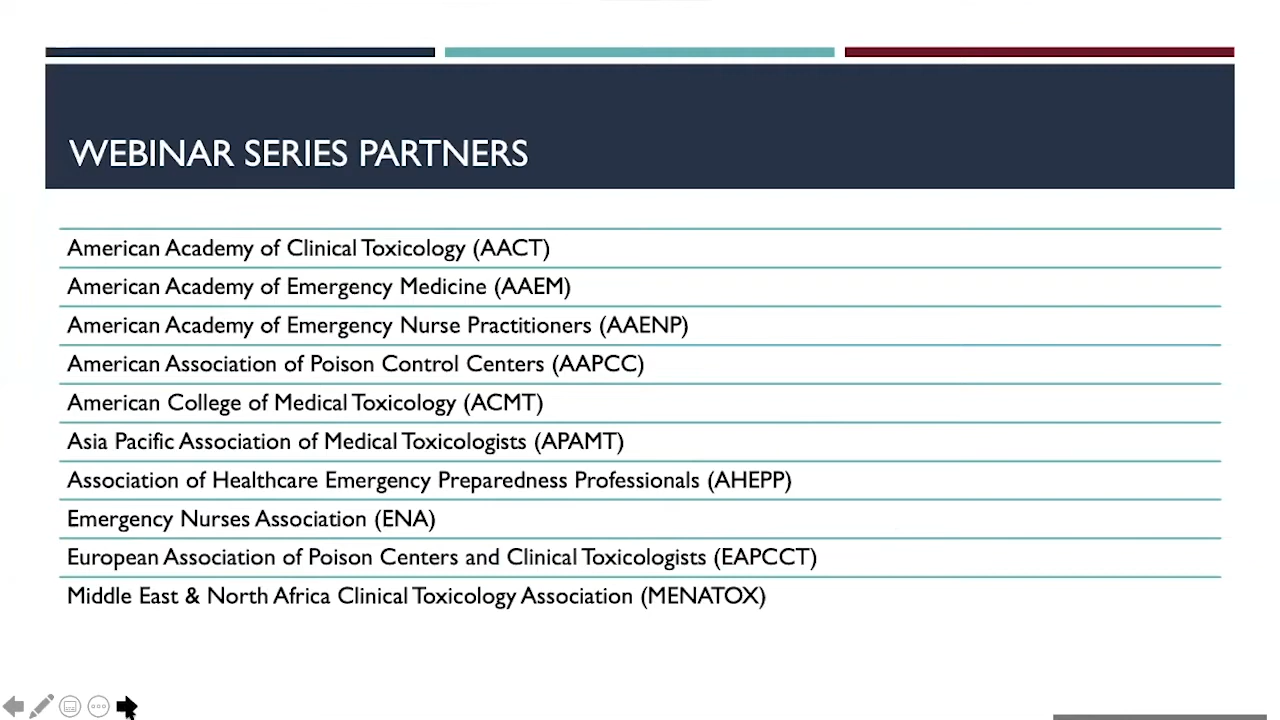 WEBINAR SERIES PARTNERS
American Academy of Clinical Toxicology (AACT)
American Academy of Emergency Medicine (AAEM)
American Academy of Emergency Nurse Practitioners (AAENP)
American Association of Poison Control Centers (AAPCC)
American College of Medical Toxicology (ACMT)
Asia Pacific Association of Medical Toxicologists (APAMT)
Association of Healthcare Emergency Preparedness Professionals (AHEPP)
Emergency Nurses Association (ENA)
European Association of Poison Centers and Clinical Toxicologists (EAPCCT)
Middle East & North Africa Clinical Toxicology Association (MENATOX)